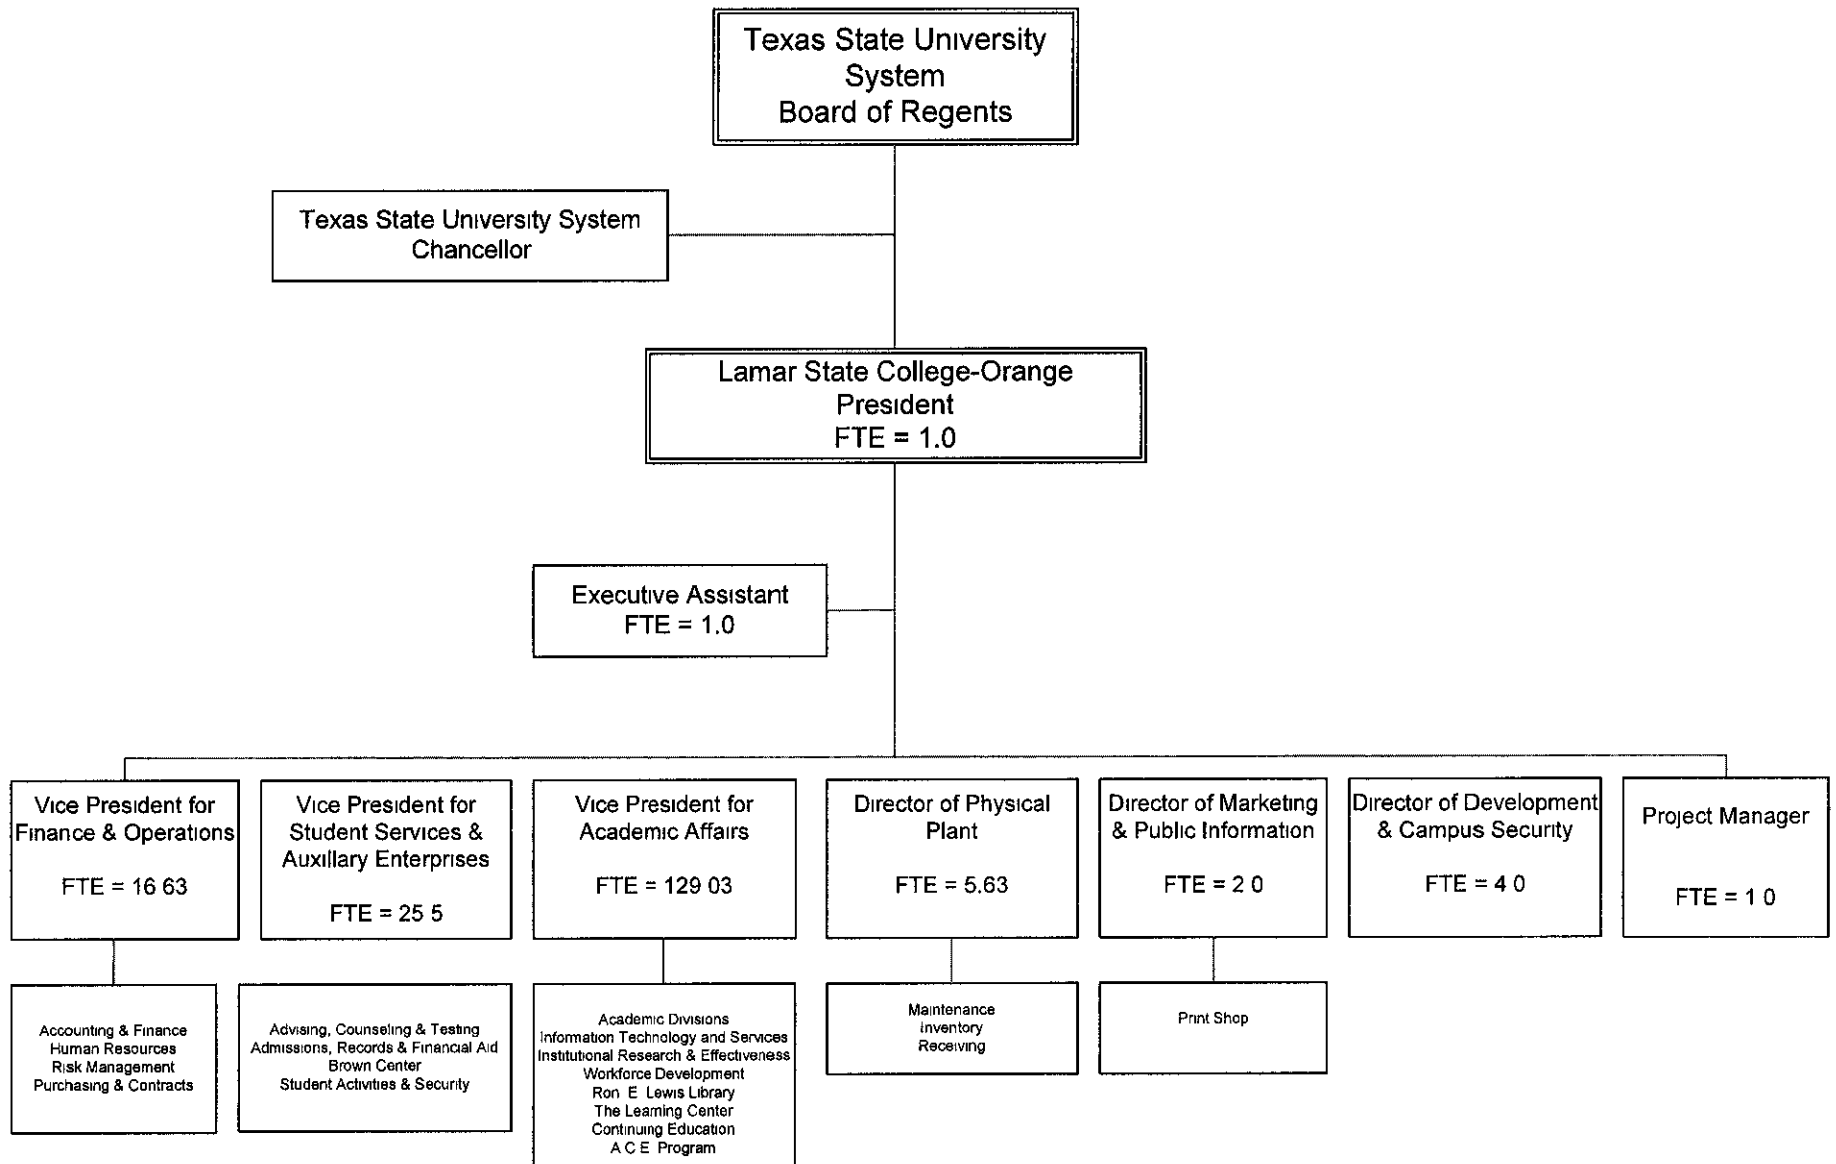 Texas State University
System
Board of Regents
Texas State University System
Chancellor
Lamar State College-Orange
President
FTE = 1.0
Executive Assistant
FTE = 1.0
Vice President for
Finance & Operations
FTE = 16 63
Vice President for
Student Services &
Auxillary Enterprises
FTE = 25 5
Vice President for
Academic Affairs
FTE = 129 03
Director of Physical
Plant
FTE = 5.63
Director of Marketing
& Public Information
FTE = 2 0
Director of Development
& Campus Security
FTE = 4 0
Project Manager
FTE = 1 0
Accounting & Finance
Human Resources
Risk Management
Purchasing & Contracts
Advising, Counseling & Testing
Admissions, Records & Financial Aid
Brown Center
Student Activities & Security
Academic Divisions
Information Technology and Services
Institutional Research & Effectiveness
Workforce Development
Ron E Lewis Library
The Learning Center
Continuing Education
A C E Program
Maintenance
Inventory
Receiving
Print Shop